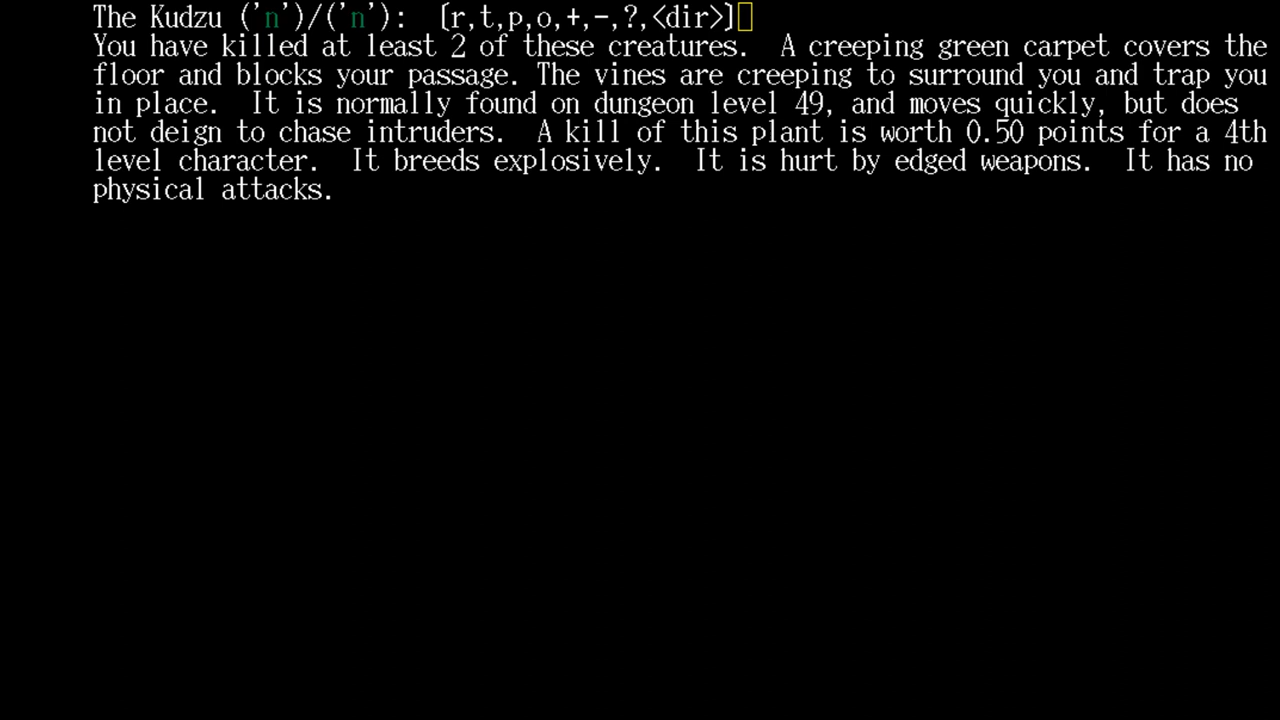 The Kudzu ('n')/('n'):  [r,t,p,o,+,-,?,<dir>]
You have killed at least 2 of these creatures.  A creeping green carpet covers the
floor and blocks your passage. The vines are creeping to surround you and trap you
in place.  It is normally found on dungeon level 49, and moves quickly, but does
not deign to chase intruders.  A kill of this plant is worth 0.50 points for a 4th
level character.  It breeds explosively.  It is hurt by edged weapons.  It has no
physical attacks.